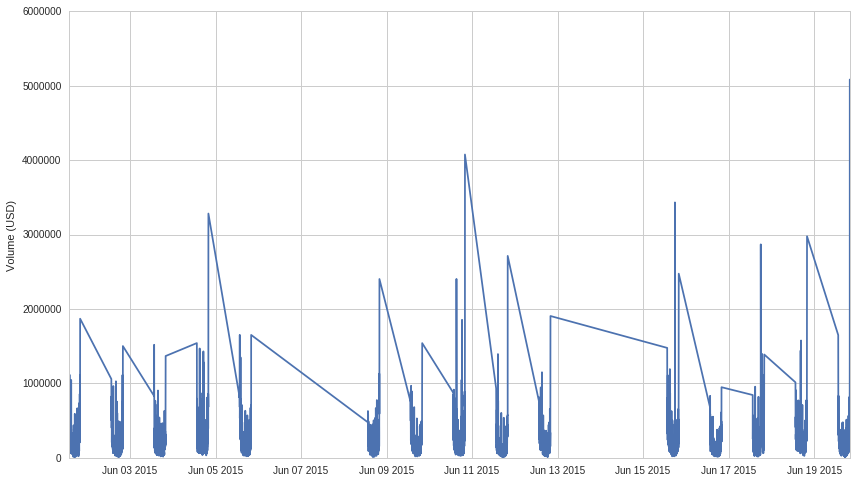 6000000
5000000
4000000
3000000
2000000
1000000
0
Volume (USD)
Jun 03 2015
Jun 05 2015
Jun 07 2015
Jun 09 2015
Jun 11 2015
Jun 13 2015
Jun 15 2015
Jun 17 2015
Jun 19 2015